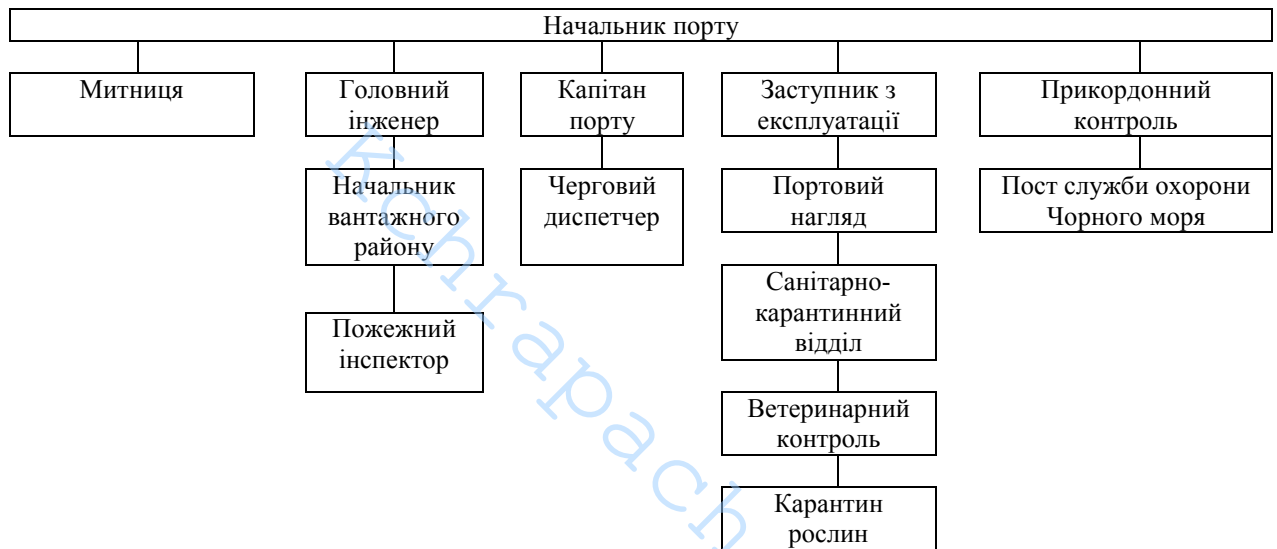 Начальник порту
Митниця
Головний
інженер
Капітан
порту
Заступник з
експлуатації
Прикордонний
контроль
Начальник
вантажного
району
Черговий
диспетчер
Портовий
нагляд
Пост служби охорони
Чорного моря
Санітарно-
карантинний
відділ
Пожежний
інспектор
Ветеринарний
контроль
Карантин
рослин
Kchrapach